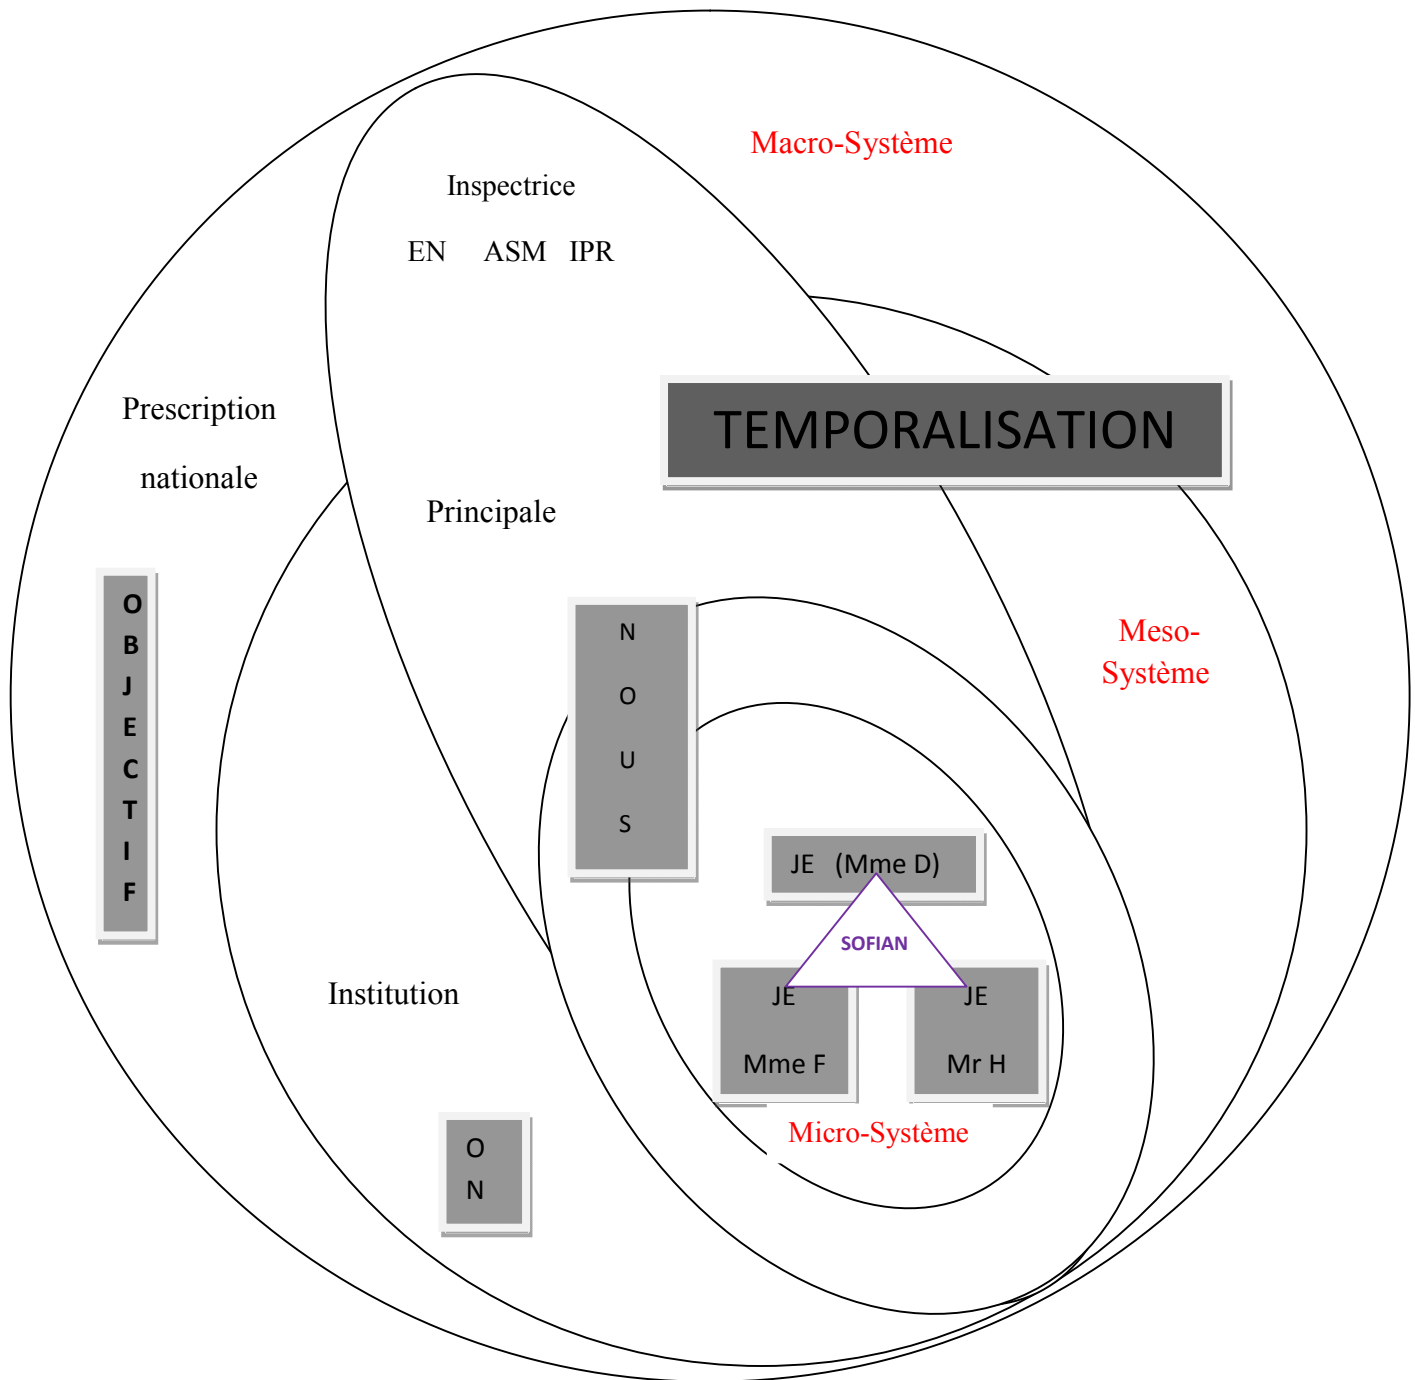 Macro-Système
Inspectrice
EN ASM IPR
Prescription
nationale
TEMPORALISATION
Principale
O
B
J
E
C
T
I
F
N
O
U
S
Meso-
Système
JE (Mme D)
SOFIAN
JE
Mme F
JE
Mr H
Institution
Micro-Système
O
N